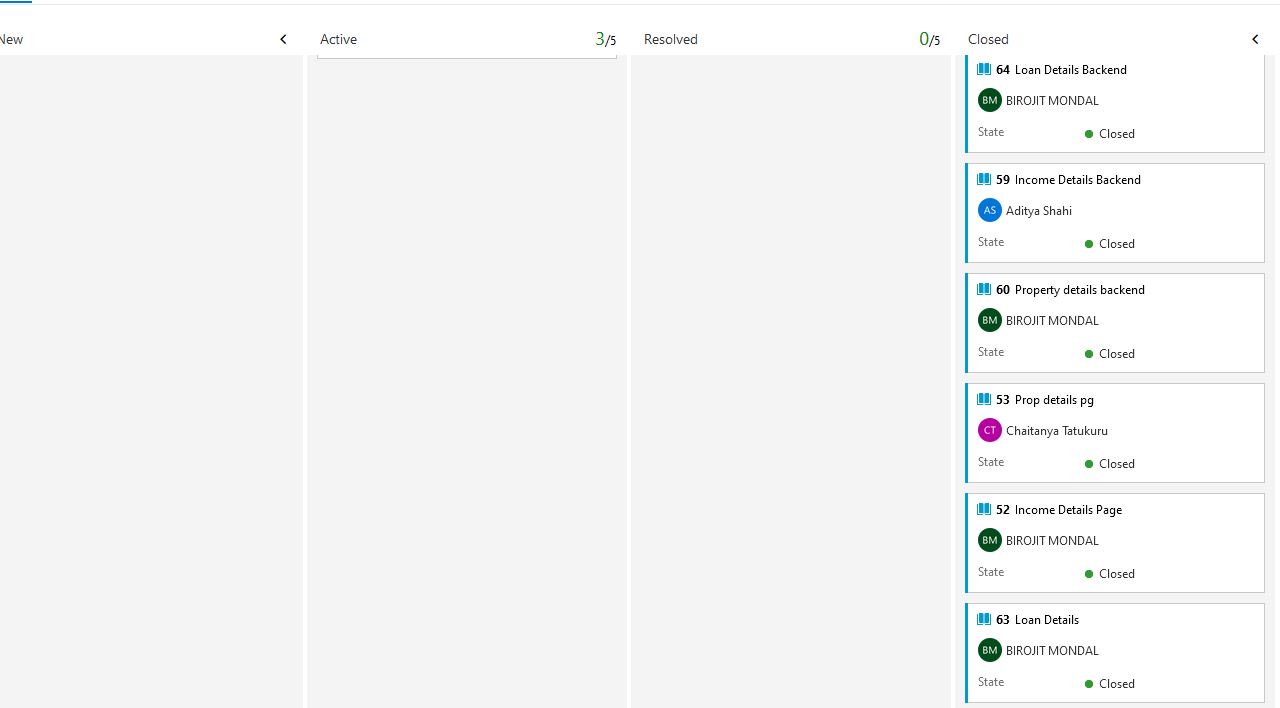 New
Active 3/5
Resolved 0/5
Closed
64 Loan Details Backend
BM BIROJIT MONDAL
State Closed
59 Income Details Backend
AS Aditya Shahi
State Closed
60 Property details backend
BM BIROJIT MONDAL
State Closed
53 Prop details pg
CT Chaitanya Tatukuru
State Closed
52 Income Details Page
BM BIROJIT MONDAL
State Closed
63 Loan Details
BM BIROJIT MONDAL
State Closed